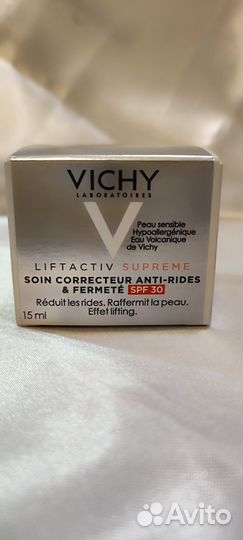 VICHY
LABORATOIRES
V
Peau sensible
Hypoallergénique
Eau Volcanique
de Vichy
LIFTACTIV SUPREME
SOIN CORRECTEUR ANTI-RIDES
& FERMETÉ SPF 30
Réduit les rides. Raffermit la peau.
Effet lifting.
15 ml
Avito